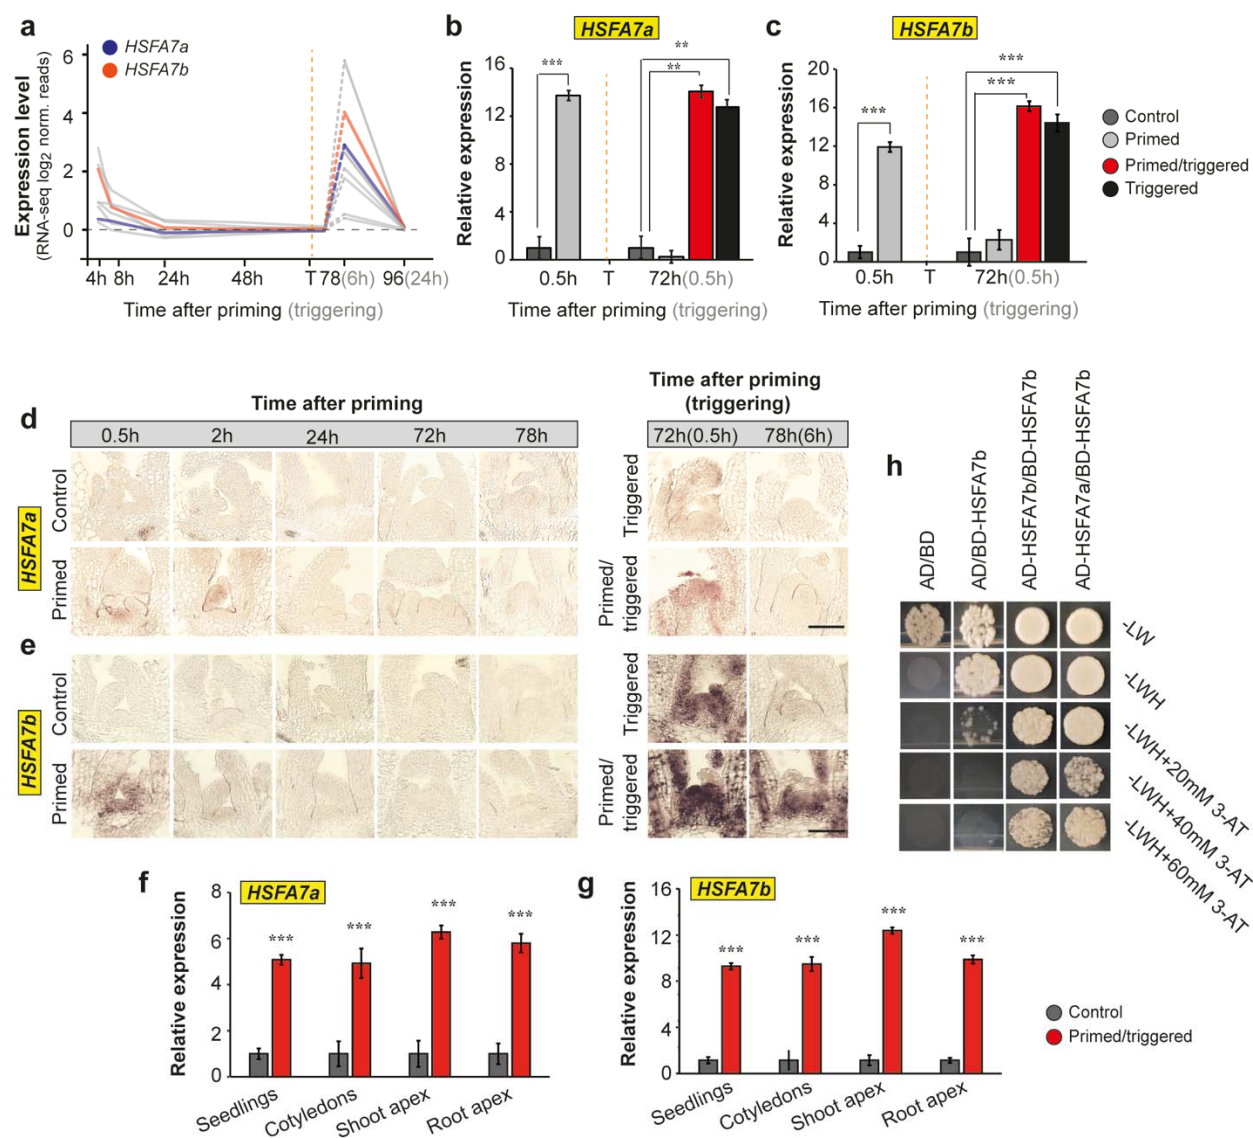 a
HSFA7a
HSFA7b
Expression level
(RNA-seq log2 norm. reads)
6
4
2
0
4h 8h 24h 48h T 78(6h) 96(24h)
Time after priming (triggering)
b
HSFA7a
Relative expression
16
12
8
4
0
***
**
**
0.5h T 72h(0.5h)
Time after priming (triggering)
c
HSFA7b
Relative expression
20
16
12
8
4
0
***
***
***
0.5h T 72h(0.5h)
Time after priming (triggering)
Control
Primed
Primed/triggered
Triggered
d
Time after priming
0.5h 2h 24h 72h 78h
Time after priming
(triggering)
72h(0.5h) 78h(6h)
HSFA7a
Control
Primed
Triggered
Primed/
triggered
e
HSFA7b
Control
Primed
Triggered
Primed/
triggered
h
AD/BD
AD/BD-HSFA7b
AD-HSFA7b/BD-HSFA7b
AD-HSFA7a/BD-HSFA7b
-LW
-LWH
-LWH+20mM 3-AT
-LWH+40mM 3-AT
-LWH+60mM 3-AT
f
HSFA7a
Relative expression
8
6
4
2
0
*** *** *** ***
Seedlings
Cotyledons
Shoot apex
Root apex
g
HSFA7b
Relative expression
16
12
8
4
0
*** *** *** ***
Seedlings
Cotyledons
Shoot apex
Root apex
Control
Primed/triggered